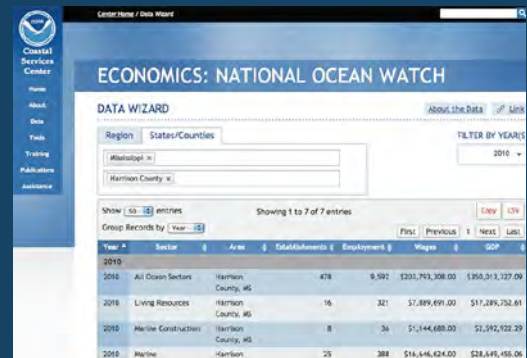 Center Home / Data Wizard
NOAA
Coastal
Services
Center
Home
About
Data
Tools
Training
Publications
Assistance
ECONOMICS: NATIONAL OCEAN WATCH
DATA WIZARD
About the Data Link
Region States/Counties
FILTER BY YEAR(S
Mississippi ×
2010
Harrison County ×
Show 50 entries Showing 1 to 7 of 7 entries Copy CSV
Group Records by Year First Previous 1 Next Last
Year Sector Area Establishments Employment Wages GDP
2010
2010 All Ocean Sectors Harrison County, MS 478 9,592 $203,793,308.00 $350,013,327.09
2010 Living Resources Harrison County, MS 16 321 $7,889,691.00 $17,289,752.61
2010 Marine Construction Harrison County, MS 8 36 $1,144,680.00 $2,592,922.29
2010 Marine Harrison 25 388 $16,646,624.00 $28,649,455.06